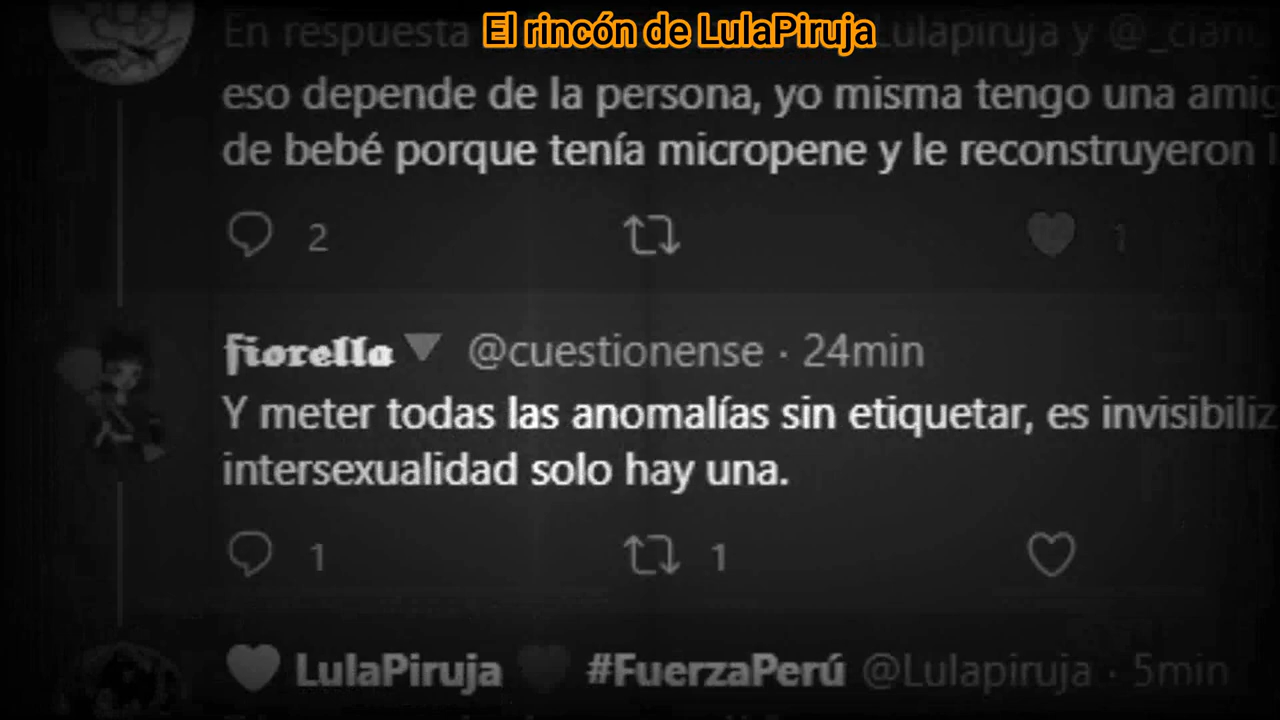 El rincón de LulaPiruja
En respuesta Lulapiruja y
eso depende de la persona, yo misma tengo una
de bebé porque tenía micropene y le reconstruyeron
2 1
fiorella @cuestionense · 24min
Y meter todas las anomalías sin etiquetar, es
intersexualidad solo hay una.
1 1
LulaPiruja #FuerzaPerú @Lulapiruja · 5min